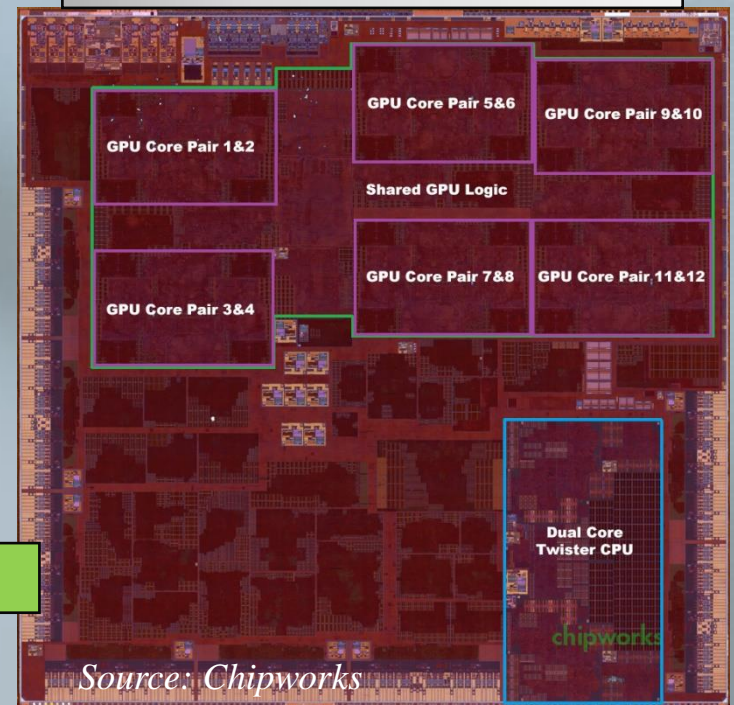 GPU Core Pair 5&6
GPU Core Pair 9&10
GPU Core Pair 1&2
Shared GPU Logic
GPU Core Pair 7&8
GPU Core Pair 11&12
GPU Core Pair 3&4
Dual Core
Twister CPU
chipworks
Source: Chipworks